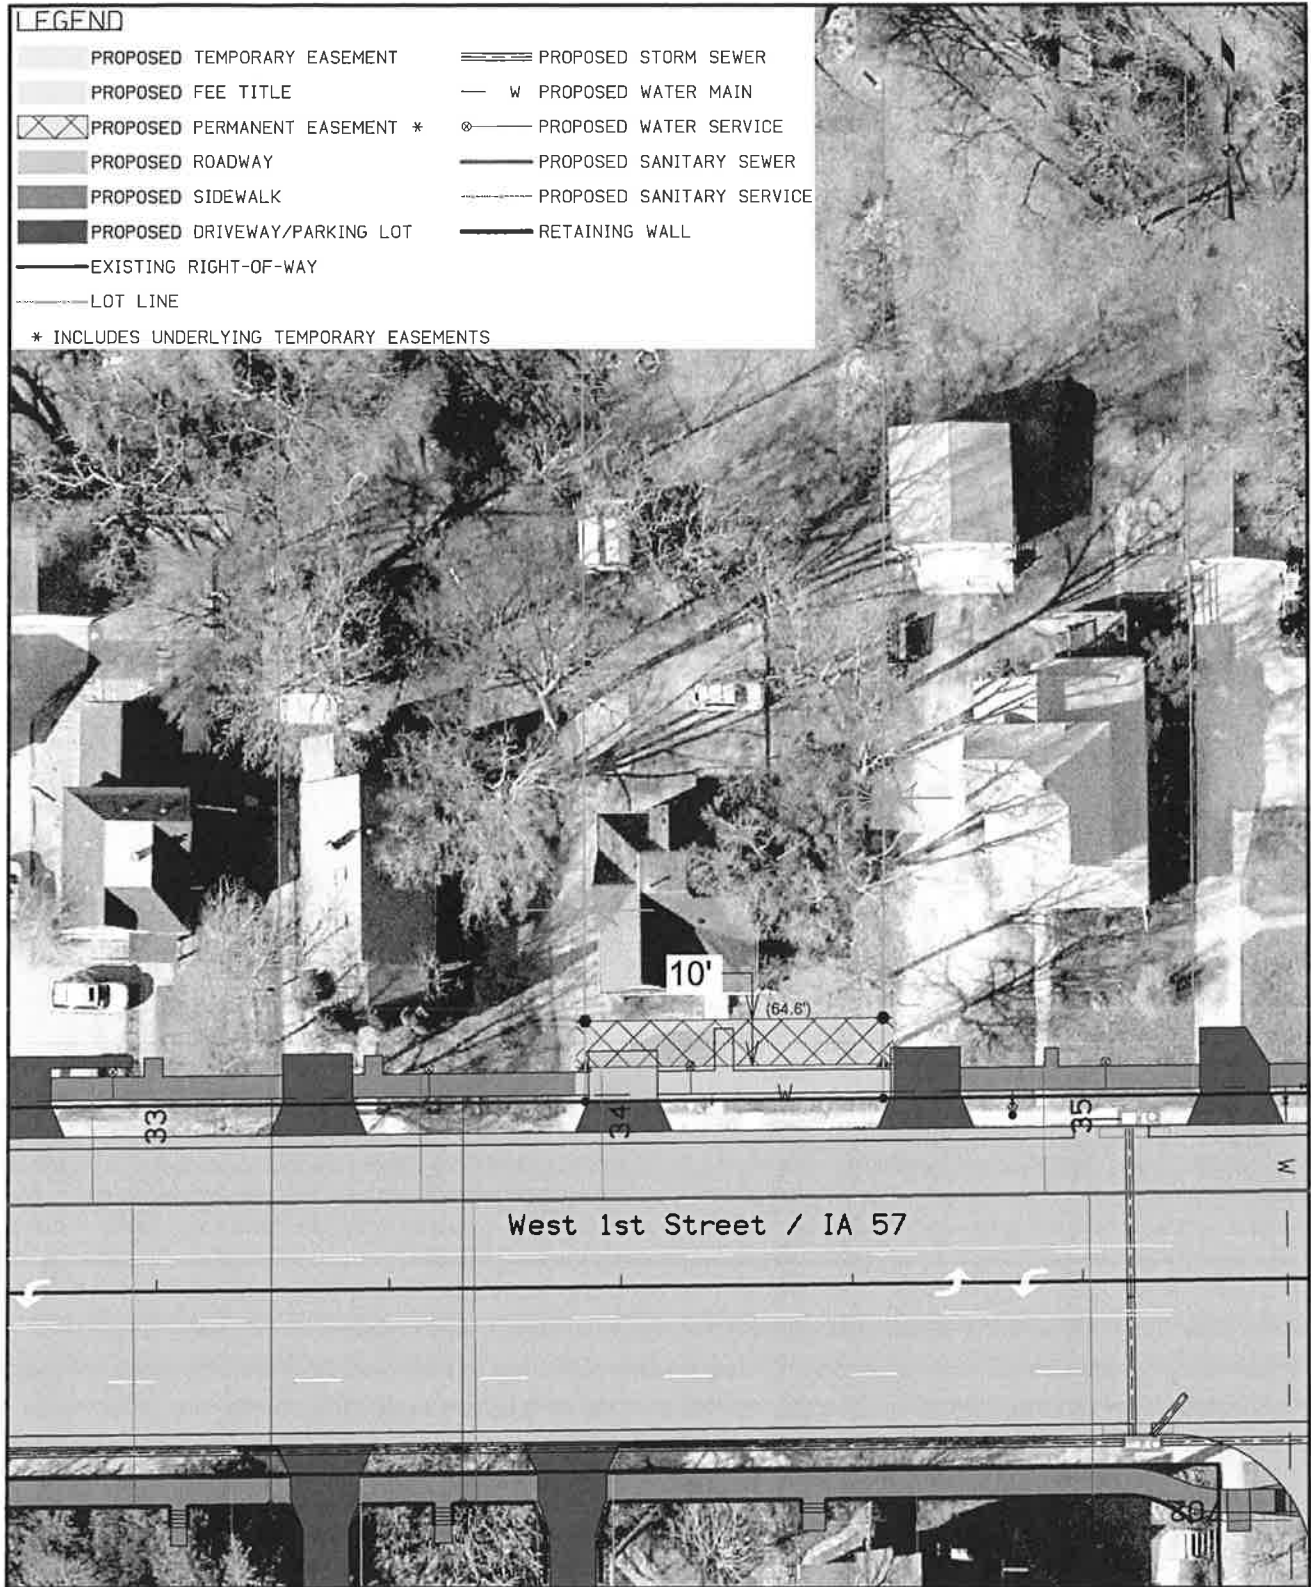 LEGEND
PROPOSED TEMPORARY EASEMENT
PROPOSED FEE TITLE
PROPOSED PERMANENT EASEMENT *
PROPOSED ROADWAY
PROPOSED SIDEWALK
PROPOSED DRIVEWAY/PARKING LOT
EXISTING RIGHT-OF-WAY
LOT LINE
* INCLUDES UNDERLYING TEMPORARY EASEMENTS
PROPOSED STORM SEWER
W PROPOSED WATER MAIN
PROPOSED WATER SERVICE
PROPOSED SANITARY SEWER
PROPOSED SANITARY SERVICE
RETAINING WALL
10'
(64.6')
W
33
34
35
W
West 1st Street / IA 57